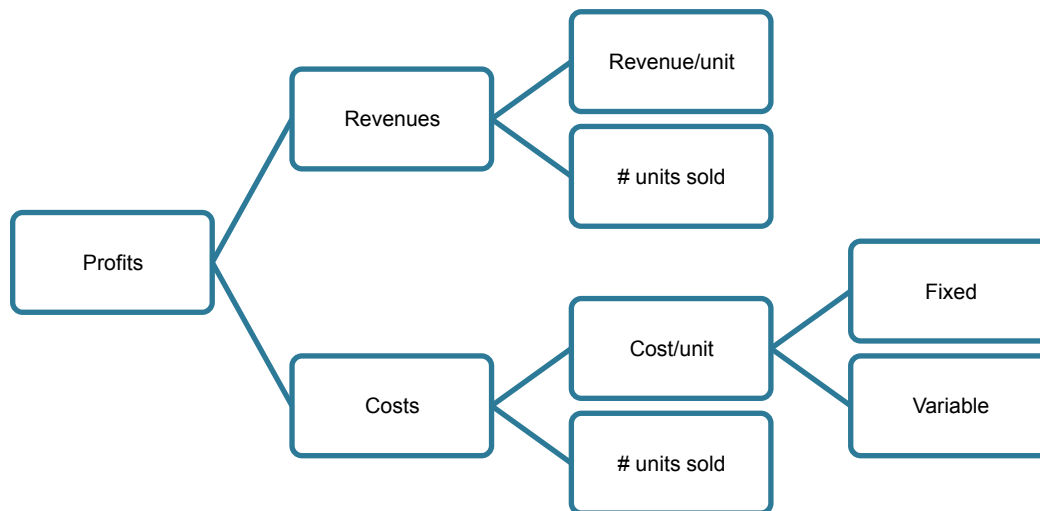 Revenue/unit
Revenues
# units sold
Profits
Fixed
Cost/unit
Costs
Variable
# units sold